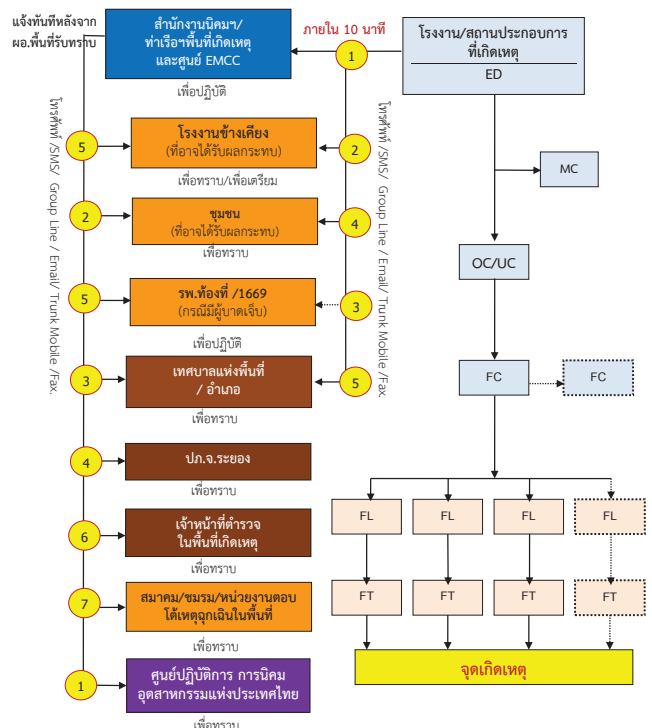 แจ้งทันทีหลังจาก
ผอ.พื้นที่รับทราบ
สำนักงานนิคมฯ/
ท่าเรือฯพื้นที่เกิดเหตุ
และศูนย์ EMCC
เพื่อปฏิบัติ
ภายใน 10 นาที
1
โรงงาน/สถานประกอบการ
ที่เกิดเหตุ
ED
โทรศัพท์ /SMS/ Group Line / Email/ Trunk Mobile /Fax.
5
โรงงานข้างเคียง
(ที่อาจได้รับผลกระทบ)
เพื่อทราบ/เพื่อเตรียม
2
โทรศัพท์ /SMS/ Group Line / Email/ Trunk Mobile /Fax.
MC
2
ชุมชน
(ที่อาจได้รับผลกระทบ)
เพื่อทราบ
4
OC/UC
5
รพ.ท้องที่ /1669
(กรณีมีผู้บาดเจ็บ)
เพื่อปฏิบัติ
3
3
เทศบาลแห่งพื้นที่
/ อำเภอ
เพื่อทราบ
5
FC
FC
4
ปภ.จ.ระยอง
เพื่อทราบ
6
เจ้าหน้าที่ตำรวจ
ในพื้นที่เกิดเหตุ
เพื่อทราบ
FL
FL
FL
FL
7
สมาคม/ชมรม/หน่วยงานตอบ
โต้เหตุฉุกเฉินในพื้นที่
เพื่อทราบ
FT
FT
FT
FT
1
ศูนย์ปฏิบัติการ การนิคม
อุตสาหกรรมแห่งประเทศไทย
เพื่อทราบ
จุดเกิดเหตุ